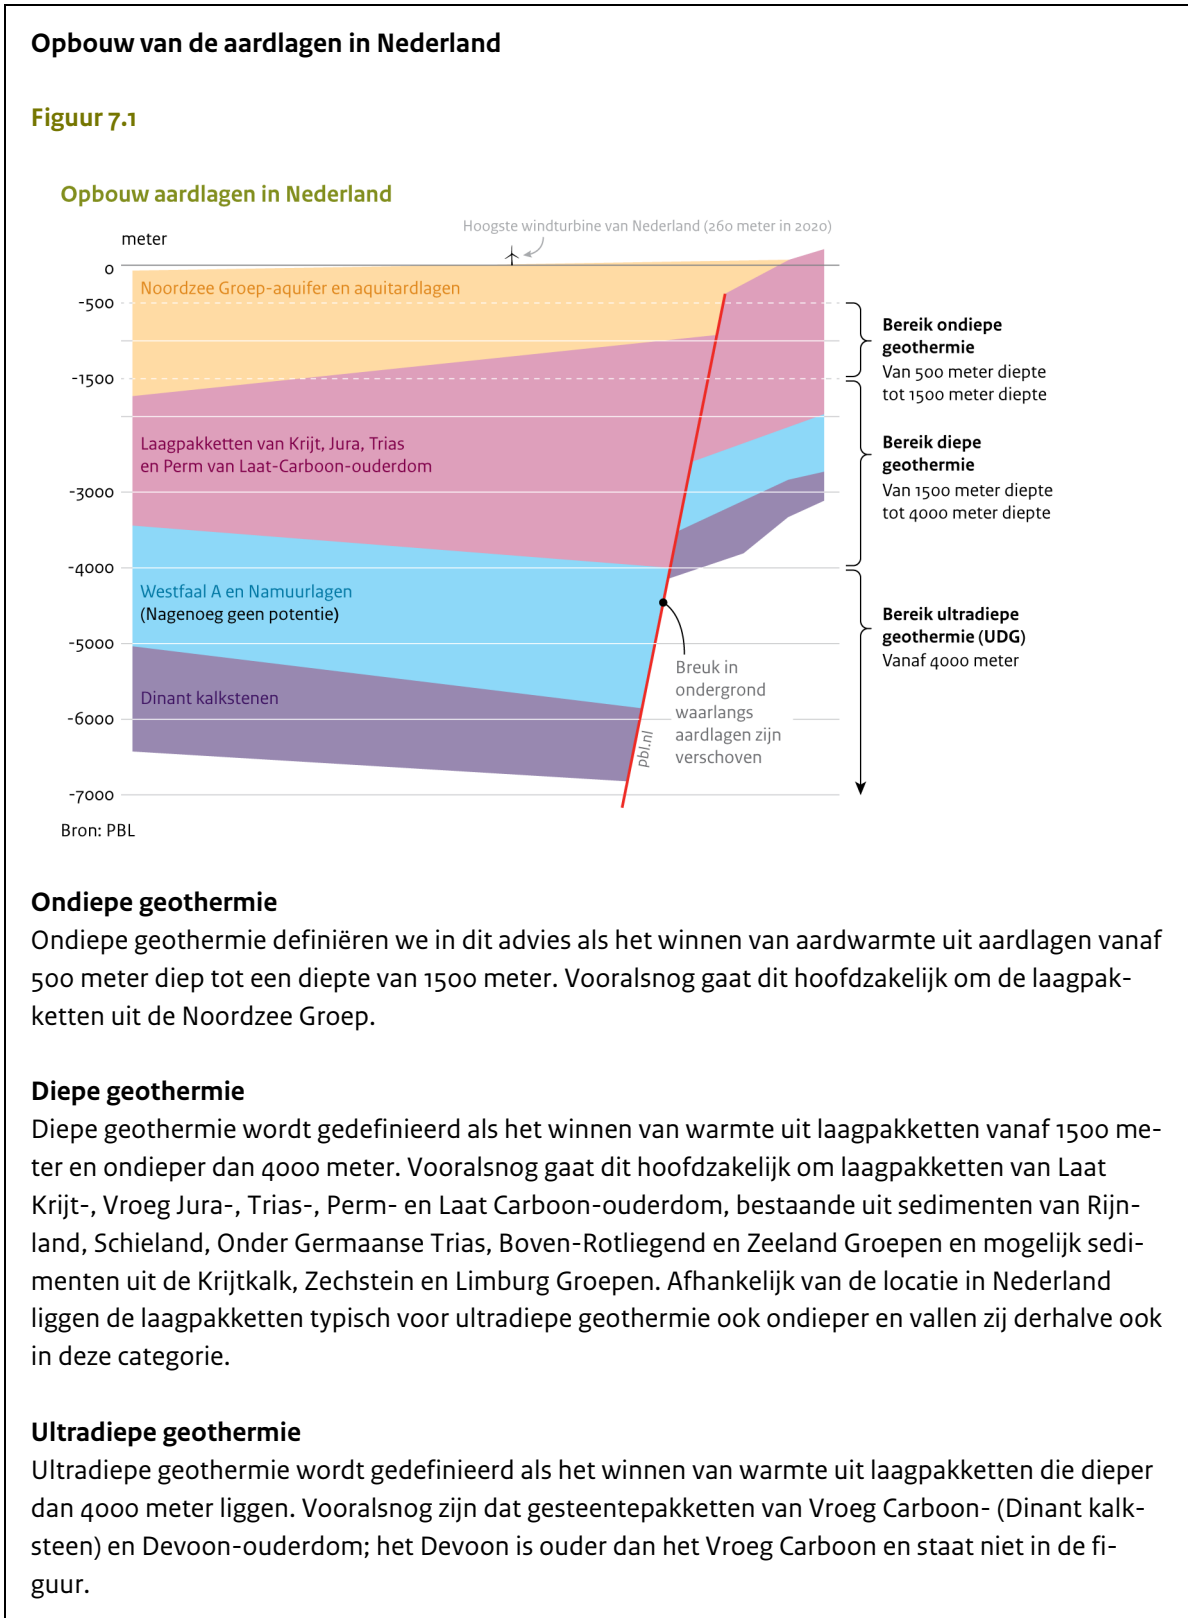 Opbouw van de aardlagen in Nederland
Figuur 7.1
Opbouw aardlagen in Nederland
Hoogste windturbine van Nederland (260 meter in 2020)
meter
0
-500
-1500
-3000
-4000
-5000
-6000
-7000
Noordzee Groep-aquifer en aquitardlagen
Laagpakketten van Krijt, Jura, Trias
en Perm van Laat-Carboon-ouderdom
Westfaal A en Namuurlagen
(Nagenoeg geen potentie)
Dinant kalkstenen
Breuk in
ondergrond
waarlangs
aardlagen zijn
verschoven
pbl.nl
Bereik ondiepe
geothermie
Van 500 meter diepte
tot 1500 meter diepte
Bereik diepe
geothermie
Van 1500 meter diepte
tot 4000 meter diepte
Bereik ultradiepe
geothermie (UDG)
Vanaf 4000 meter
Bron: PBL
Ondiepe geothermie
Ondiepe geothermie definiëren we in dit advies als het winnen van aardwarmte uit aardlagen vanaf
500 meter diep tot een diepte van 1500 meter. Vooralsnog gaat dit hoofdzakelijk om de laagpak-
ketten uit de Noordzee Groep.
Diepe geothermie
Diepe geothermie wordt gedefinieerd als het winnen van warmte uit laagpakketten vanaf 1500 me-
ter en ondieper dan 4000 meter. Vooralsnog gaat dit hoofdzakelijk om laagpakketten van Laat
Krijt-, Vroeg Jura-, Trias-, Perm- en Laat Carboon-ouderdom, bestaande uit sedimenten van Rijn-
land, Schieland, Onder Germaanse Trias, Boven-Rotliegend en Zeeland Groepen en mogelijk sedi-
menten uit de Krijtkalk, Zechstein en Limburg Groepen. Afhankelijk van de locatie in Nederland
liggen de laagpakketten typisch voor ultradiepe geothermie ook ondieper en vallen zij derhalve ook
in deze categorie.
Ultradiepe geothermie
Ultradiepe geothermie wordt gedefinieerd als het winnen van warmte uit laagpakketten die dieper
dan 4000 meter liggen. Vooralsnog zijn dat gesteentepakketten van Vroeg Carboon- (Dinant kalk-
steen) en Devoon-ouderdom; het Devoon is ouder dan het Vroeg Carboon en staat niet in de fi-
guur.